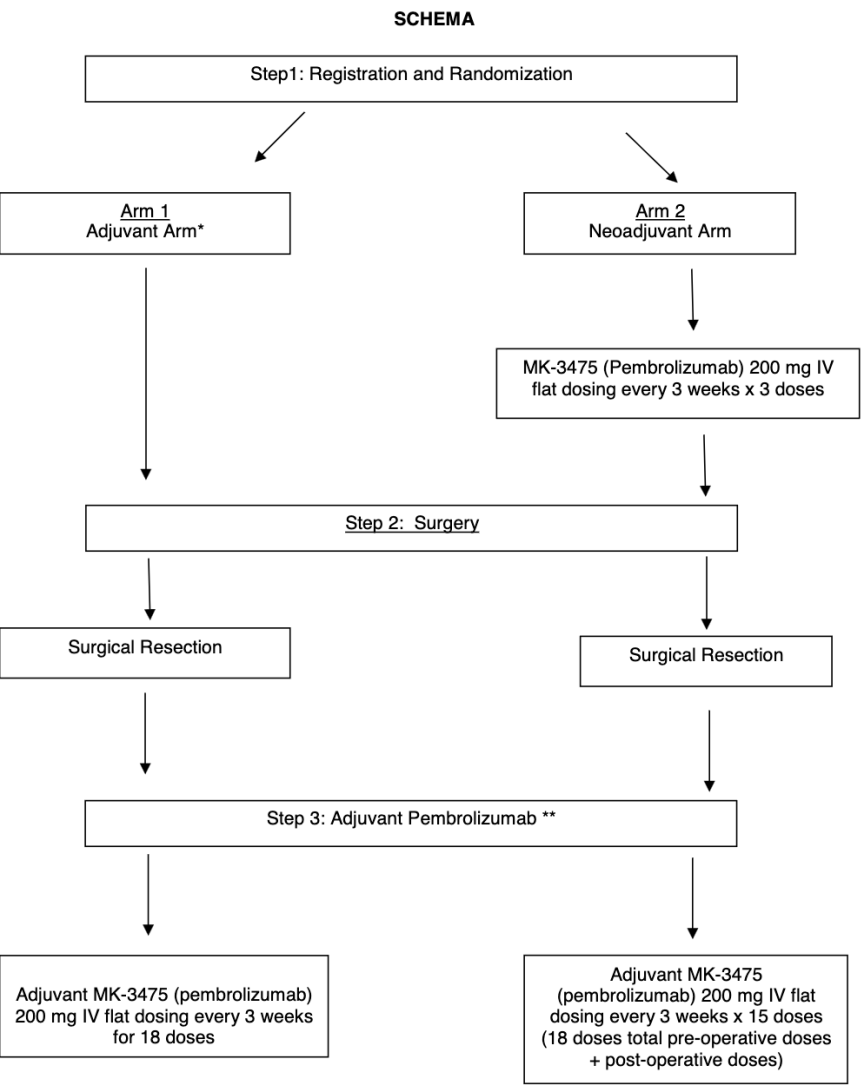 SCHEMA
Step1: Registration and Randomization
Arm 1
Adjuvant Arm*
Arm 2
Neoadjuvant Arm
MK-3475 (Pembrolizumab) 200 mg IV
flat dosing every 3 weeks x 3 doses
Step 2:  Surgery
Surgical Resection
Surgical Resection
Step 3: Adjuvant Pembrolizumab **
Adjuvant MK-3475 (pembrolizumab)
200 mg IV flat dosing every 3 weeks
for 18 doses
Adjuvant MK-3475
(pembrolizumab) 200 mg IV flat
dosing every 3 weeks x 15 doses
(18 doses total pre-operative doses
+ post-operative doses)